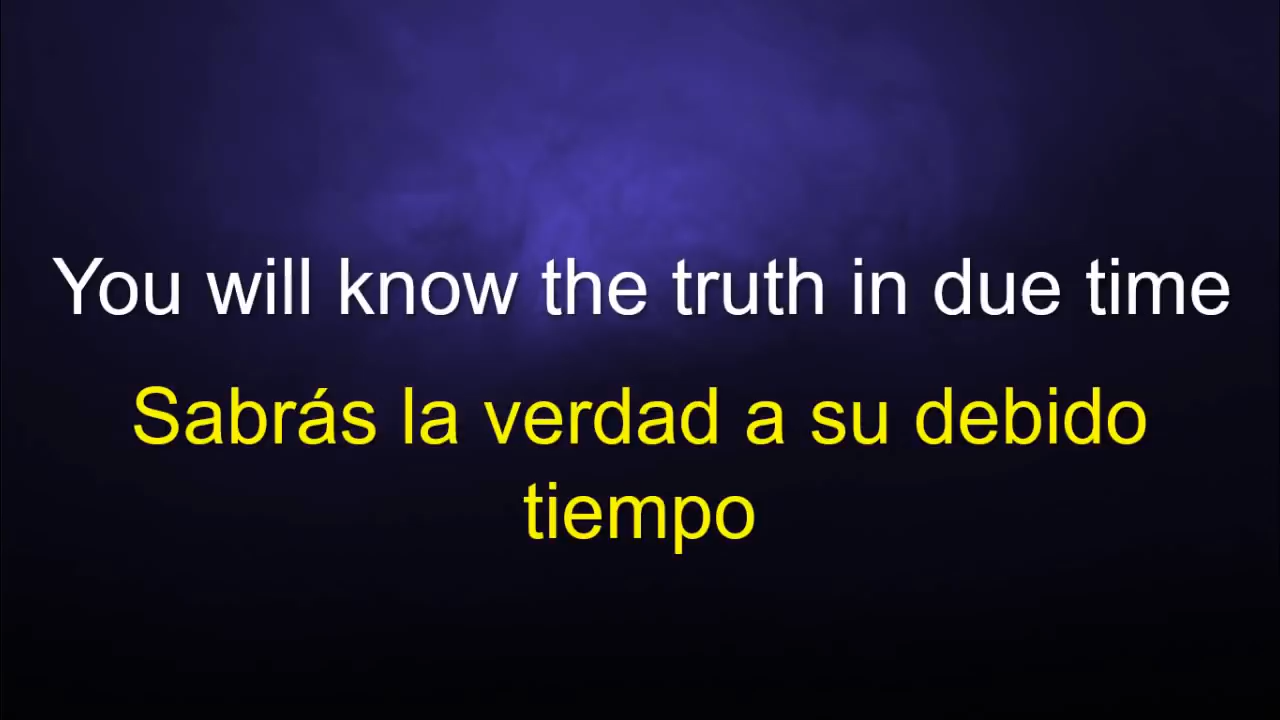 You will know the truth in due time
Sabrás la verdad a su debido
tiempo